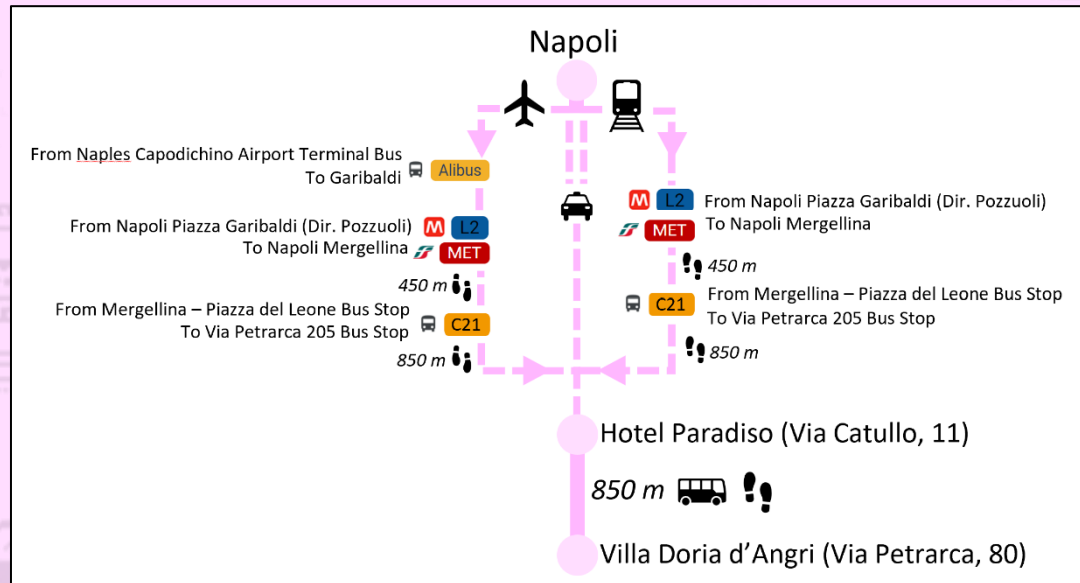 Napoli
From Naples Capodichino Airport Terminal Bus
To Garibaldi
Alibus
From Napoli Piazza Garibaldi (Dir. Pozzuoli)
To Napoli Mergellina
M L2
MET
450 m
From Mergellina – Piazza del Leone Bus Stop
To Via Petrarca 205 Bus Stop
C21
850 m
M L2
MET
From Napoli Piazza Garibaldi (Dir. Pozzuoli)
To Napoli Mergellina
450 m
C21
From Mergellina – Piazza del Leone Bus Stop
To Via Petrarca 205 Bus Stop
850 m
Hotel Paradiso (Via Catullo, 11)
850 m
Villa Doria d’Angri (Via Petrarca, 80)